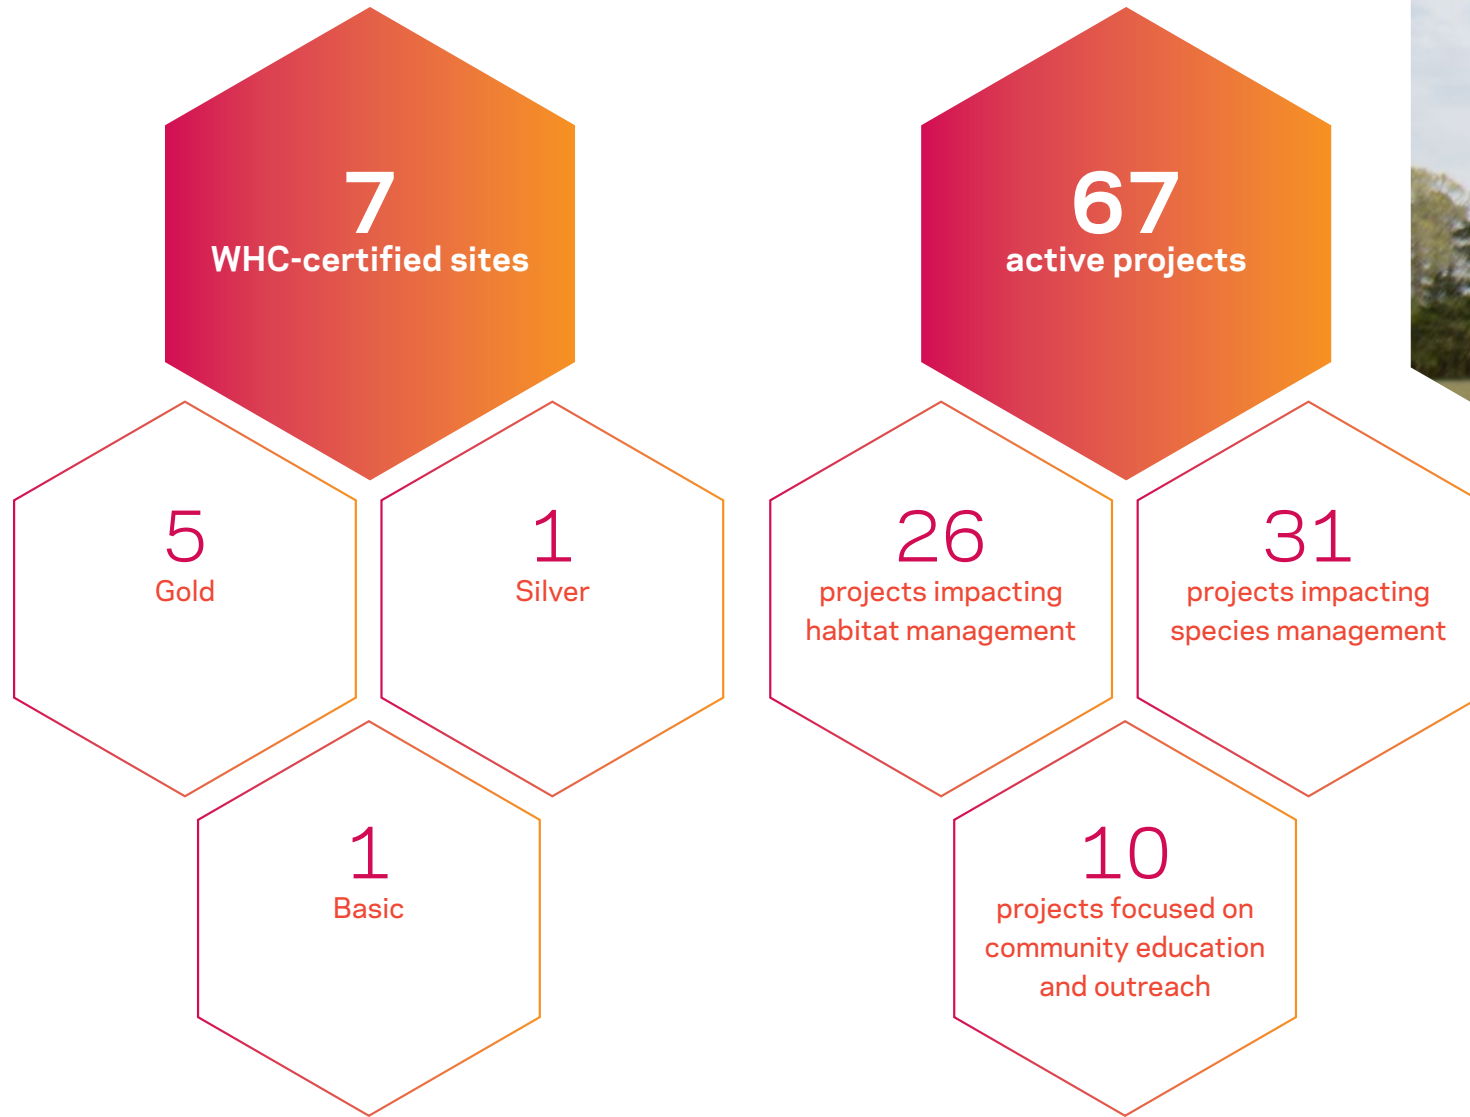 7
WHC-certified sites
5
Gold
1
Silver
1
Basic
67
active projects
26
projects impacting
habitat management
31
projects impacting
species management
10
projects focused on
community education
and outreach